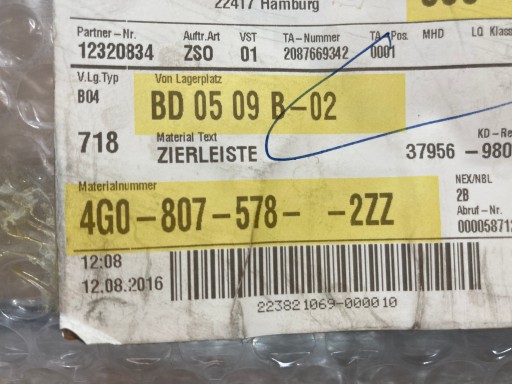 22417 Hamburg
Partner-Nr. Auftr.Art VST TA-Nummer TA-Pos. MHD LQ Klass
12320834 ZSO 01 2087669342 0001
V.Lg.Typ Von Lagerplatz
B04 BD 05 09 B-02
718 Material Text KD-Re
ZIERLEISTE 37956 -980
Materialnummer NEX/NBL
4G0-807-578- -2ZZ 2B
Abruf-Nr.
12:08 00005871
12.08.2016
223821069-000010